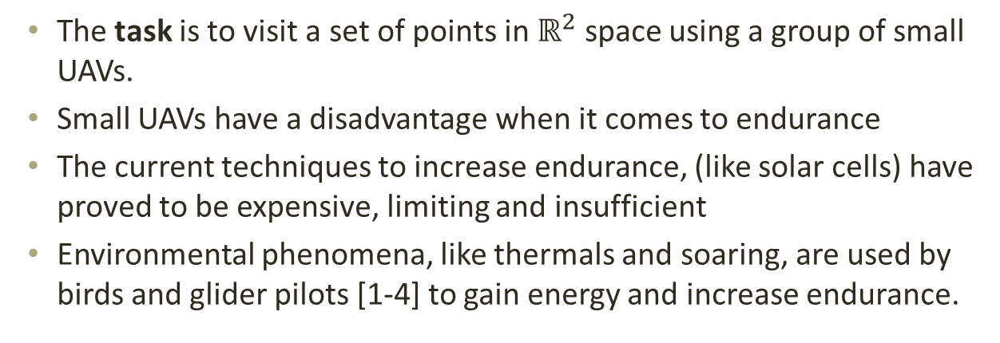 • The task is to visit a set of points in ℝ² space using a group of small
UAVs.
• Small UAVs have a disadvantage when it comes to endurance
• The current techniques to increase endurance, (like solar cells) have
proved to be expensive, limiting and insufficient
• Environmental phenomena, like thermals and soaring, are used by
birds and glider pilots [1-4] to gain energy and increase endurance.